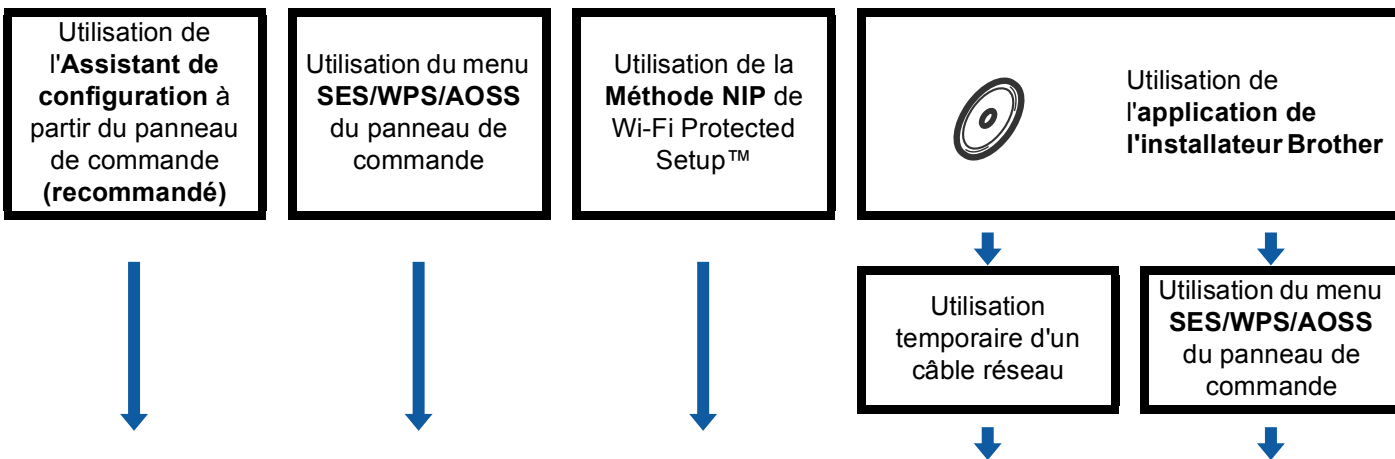 Utilisation de
l'Assistant de
configuration à
partir du panneau
de commande
(recommandé)
Utilisation du menu
SES/WPS/AOSS
du panneau de
commande
Utilisation de la
Méthode NIP de
Wi-Fi Protected
Setup™
Utilisation de
l'application de
l'installateur Brother
Utilisation
temporaire d'un
câble réseau
Utilisation du menu
SES/WPS/AOSS
du panneau de
commande